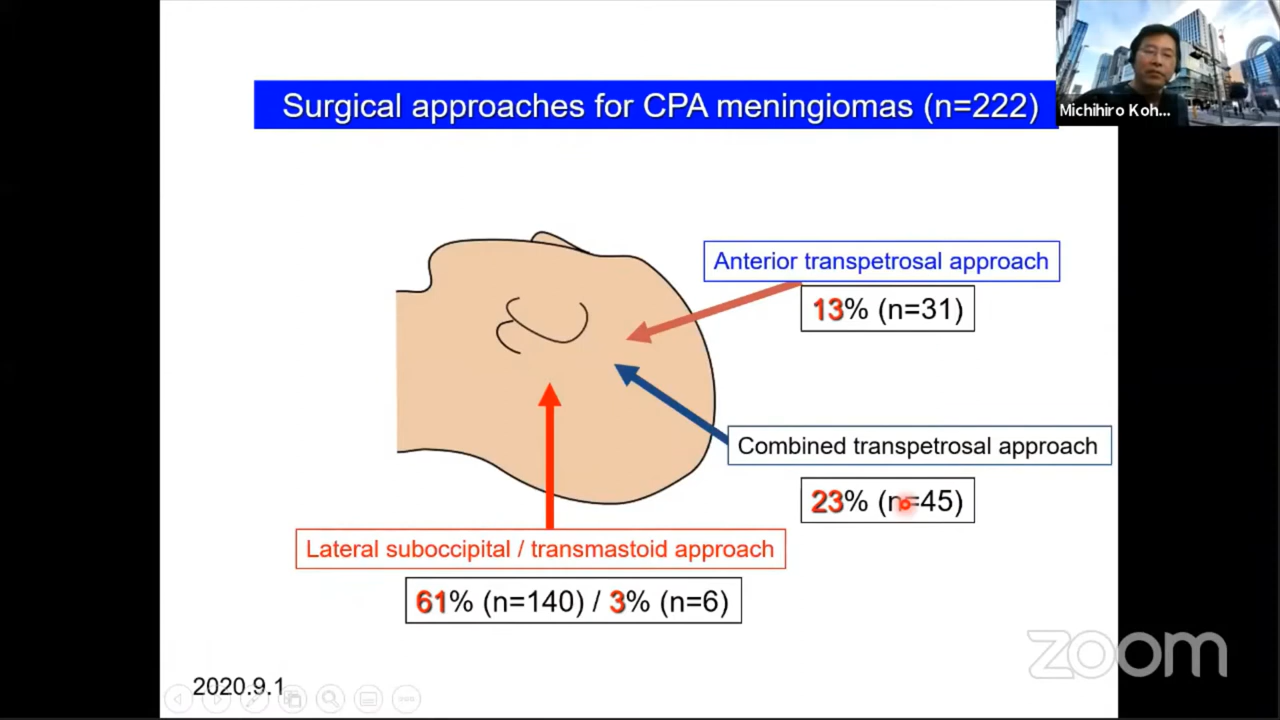 Surgical approaches for CPA meningiomas (n=222)
Michihiro Koh...
Anterior transpetrosal approach
13% (n=31)
Combined transpetrosal approach
23% (n=45)
Lateral suboccipital / transmastoid approach
61% (n=140) / 3% (n=6)
zoom
2020.9.1